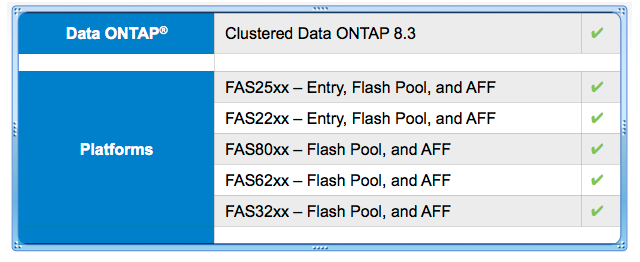 Data ONTAP® Clustered Data ONTAP 8.3 ✔
FAS25xx – Entry, Flash Pool, and AFF ✔
FAS22xx – Entry, Flash Pool, and AFF ✔
Platforms FAS80xx – Flash Pool, and AFF ✔
FAS62xx – Flash Pool, and AFF ✔
FAS32xx – Flash Pool, and AFF ✔